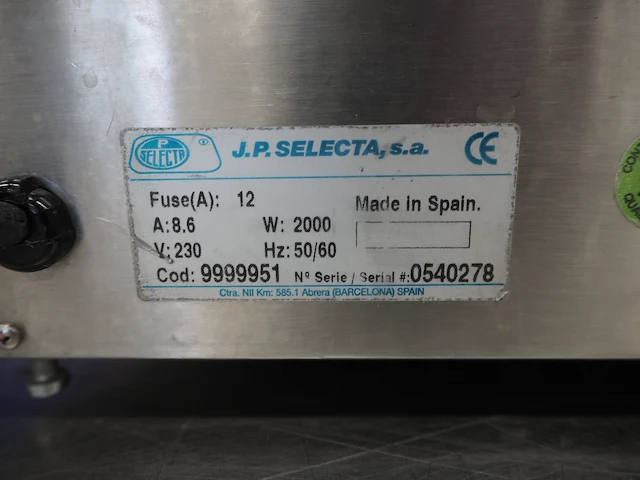 P
SELECTA
J.P. SELECTA, s.a.
CE
Fuse(A): 12
Made in Spain.
A: 8.6 W: 2000
V: 230 Hz: 50/60
Cod: 9999951 Nº Serie / Serial #: 0540278
Ctra. NII Km: 585.1 Abrera (BARCELONA) SPAIN